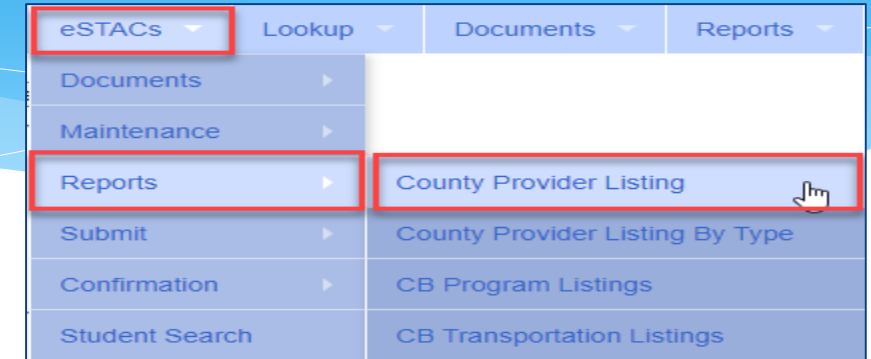 eSTACs Lookup Documents Reports
Documents
Maintenance
Reports County Provider Listing
Submit County Provider Listing By Type
Confirmation CB Program Listings
Student Search CB Transportation Listings